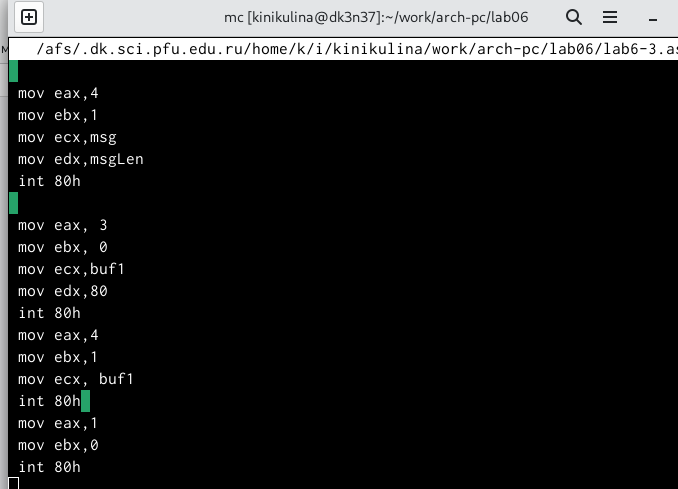 mc [kinikulina@dk3n37]:~/work/arch-pc/lab06
/afs/.dk.sci.pfu.edu.ru/home/k/i/kinikulina/work/arch-pc/lab06/lab6-3.as
mov eax,4
mov ebx,1
mov ecx,msg
mov edx,msgLen
int 80h
mov eax, 3
mov ebx, 0
mov ecx,buf1
mov edx,80
int 80h
mov eax,4
mov ebx,1
mov ecx, buf1
int 80h
mov eax,1
mov ebx,0
int 80h